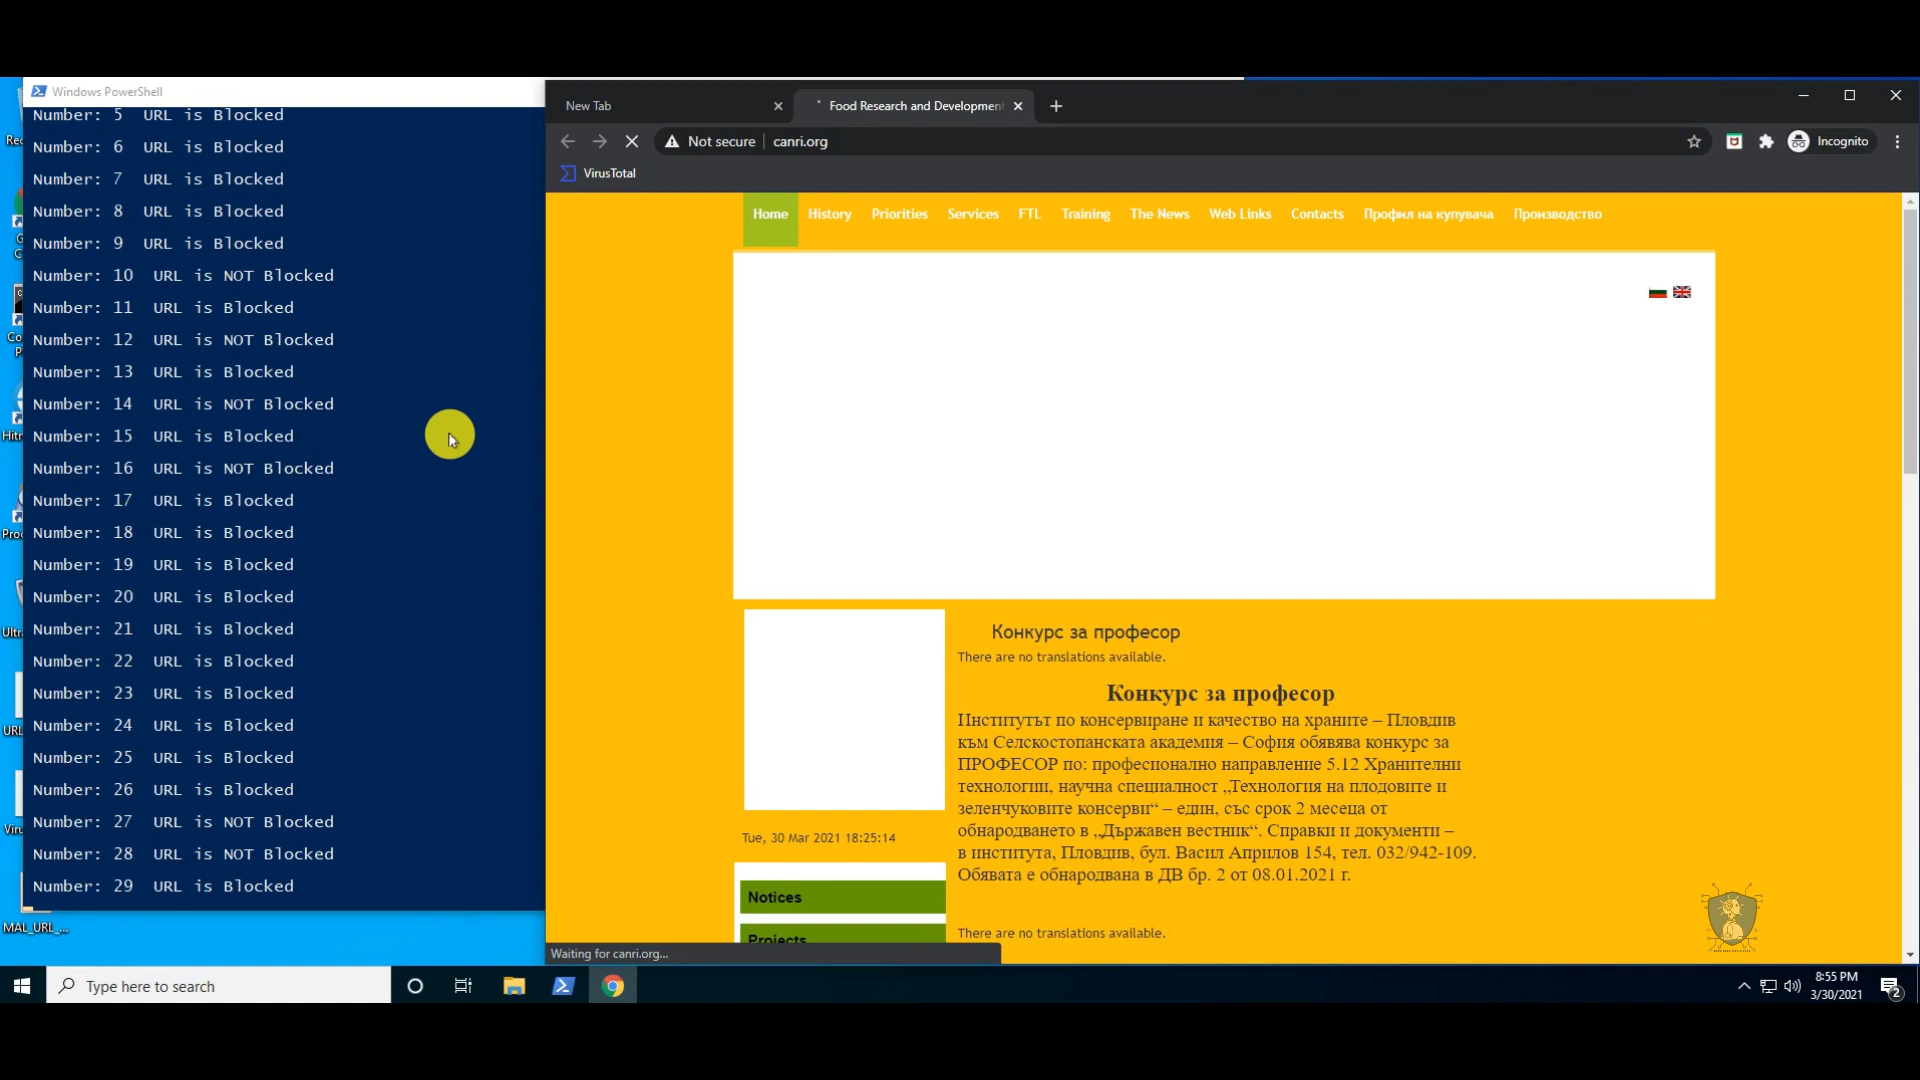 Windows PowerShell
Number: 5 URL is Blocked
Number: 6 URL is Blocked
Number: 7 URL is Blocked
Number: 8 URL is Blocked
Number: 9 URL is Blocked
Number: 10 URL is NOT Blocked
Number: 11 URL is Blocked
Number: 12 URL is NOT Blocked
Number: 13 URL is Blocked
Number: 14 URL is NOT Blocked
Number: 15 URL is Blocked
Number: 16 URL is NOT Blocked
Number: 17 URL is Blocked
Number: 18 URL is Blocked
Number: 19 URL is Blocked
Number: 20 URL is Blocked
Number: 21 URL is Blocked
Number: 22 URL is Blocked
Number: 23 URL is Blocked
Number: 24 URL is Blocked
Number: 25 URL is Blocked
Number: 26 URL is Blocked
Number: 27 URL is NOT Blocked
Number: 28 URL is NOT Blocked
Number: 29 URL is Blocked
MAL_URL_...
New Tab
Food Research and Development
Not secure canri.org
Incognito
VirusTotal
Home History Priorities Services FTL Training The News Web Links Contacts Профил на купувача Производство
Конкурс за професор
There are no translations available.
Конкурс за професор
Институтът по консервиране и качество на храните – Пловдив
към Селскостопанската академия – София обявява конкурс за
ПРОФЕСОР по: професионално направление 5.12 Хранителни
технологии, научна специалност „Технология на плодовите и
зеленчуковите консерви“ – един, със срок 2 месеца от
обнародването в „Държавен вестник“. Справки и документи –
в института, Пловдив, бул. Васил Априлов 154, тел. 032/942-109.
Обявата е обнародвана в ДВ бр. 2 от 08.01.2021 г.
There are no translations available.
Tue, 30 Mar 2021 18:25:14
Notices
Projects
Waiting for canri.org...
Type here to search
8:55 PM
3/30/2021
2